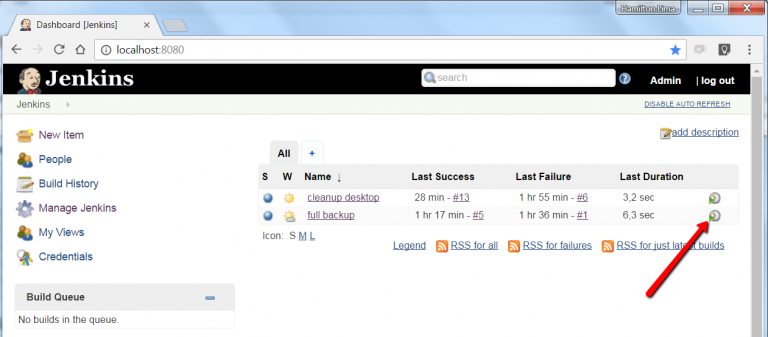 Hamilton Lima
Dashboard [Jenkins]
localhost:8080
Jenkins
search
Admin | log out
Jenkins
DISABLE AUTO REFRESH
New Item
People
Build History
Manage Jenkins
My Views
Credentials
Build Queue
No builds in the queue.
add description
All +
S W Name ↓ Last Success Last Failure Last Duration
cleanup desktop 28 min - #13 1 hr 55 min - #6 3,2 sec
full backup 1 hr 17 min - #5 1 hr 36 min - #1 6,3 sec
Icon: S M L
Legend RSS for all RSS for failures RSS for just latest builds